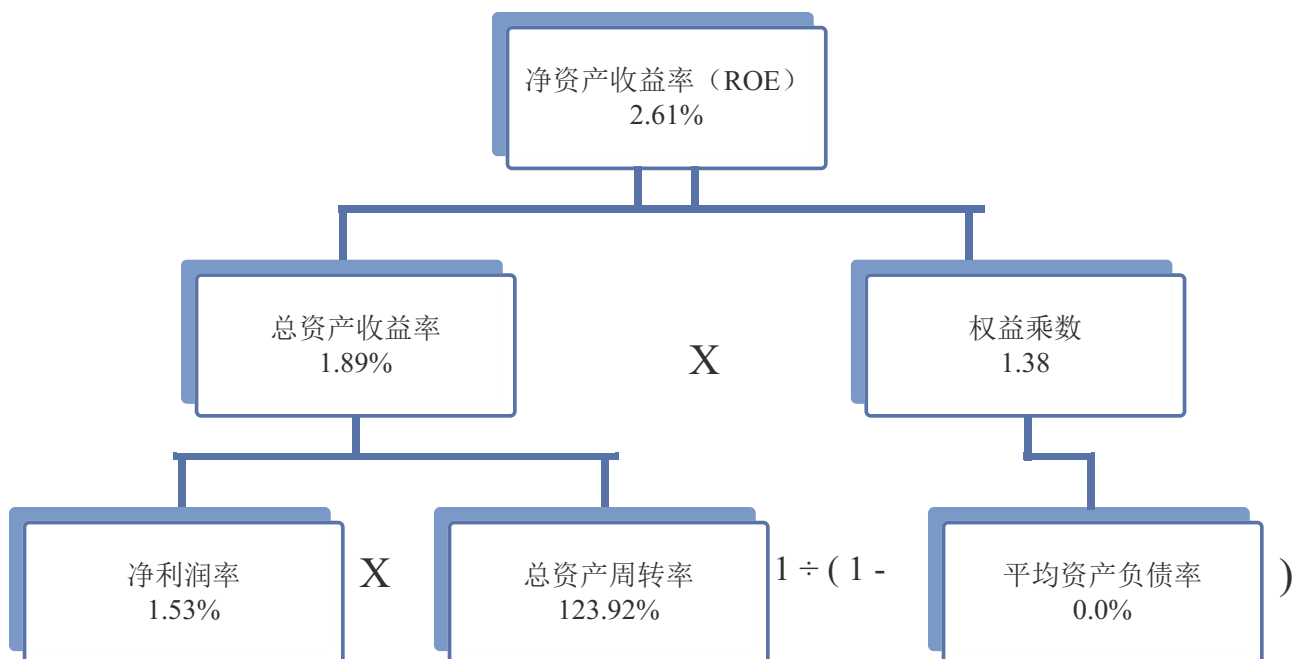 净资产收益率（ROE）
2.61%
总资产收益率
1.89%
X
权益乘数
1.38
净利润率
1.53%
X
总资产周转率
123.92%
1 ÷ ( 1 -
平均资产负债率
0.0%
)